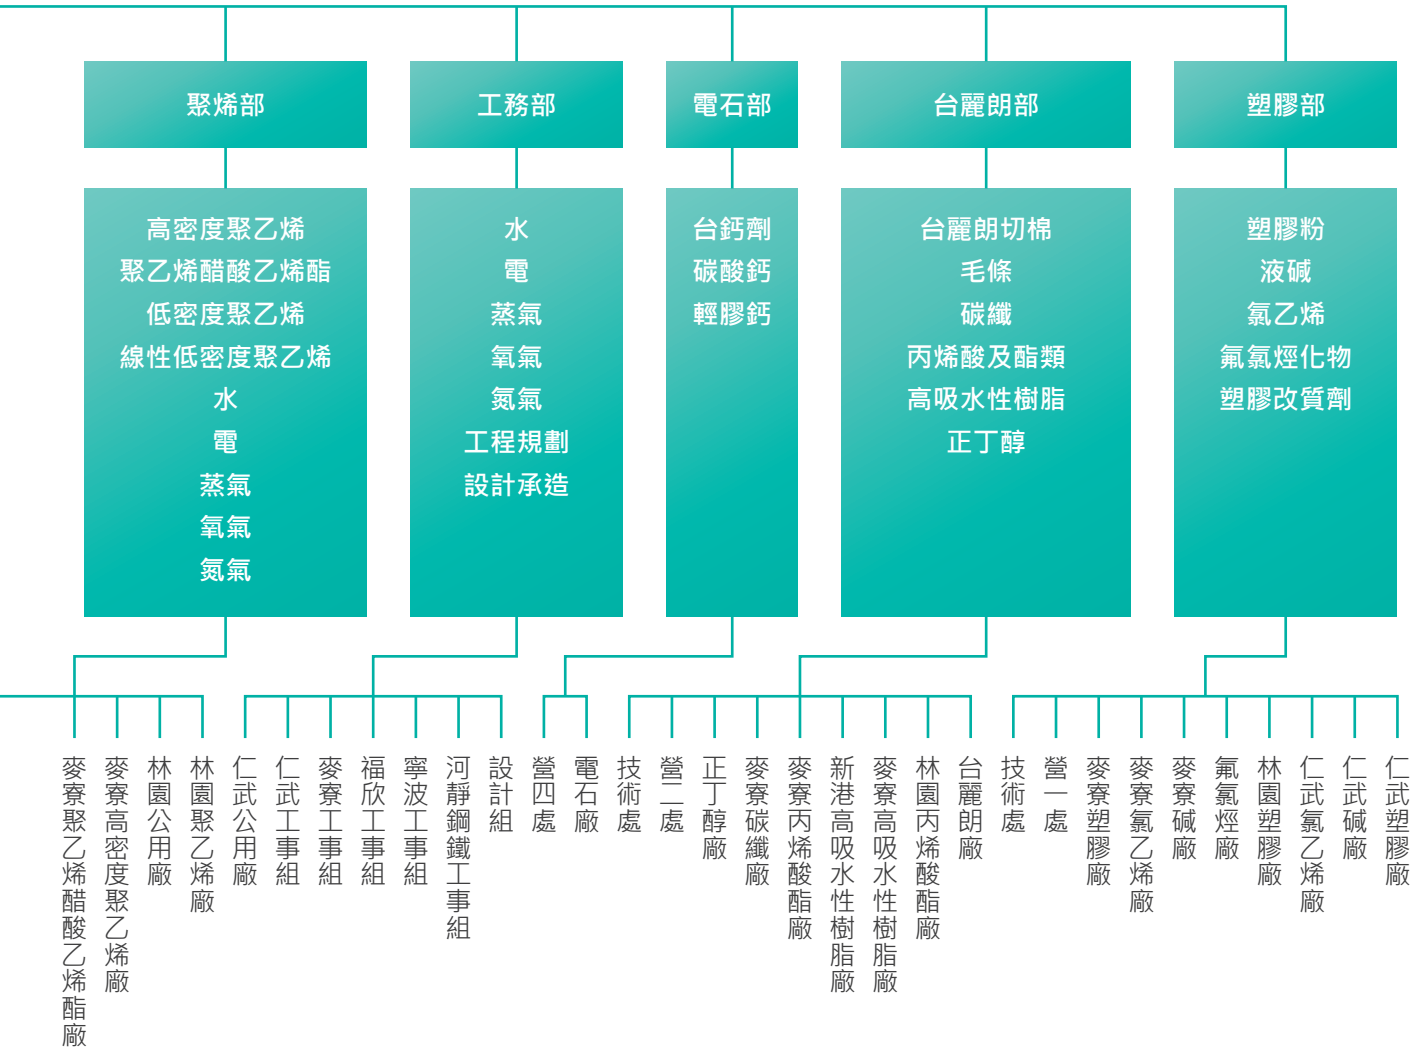 聚烯部
工務部
電石部
台麗朗部
塑膠部
高密度聚乙烯
聚乙烯醋酸乙烯酯
低密度聚乙烯
線性低密度聚乙烯
水
電
蒸氣
氧氣
氮氣
水
電
蒸氣
氧氣
氮氣
工程規劃
設計承造
台鈣劑
碳酸鈣
輕膠鈣
台麗朗切棉
毛條
碳纖
丙烯酸及酯類
高吸水性樹脂
正丁醇
塑膠粉
液碱
氯乙烯
氟氯烴化物
塑膠改質劑
麥寮聚乙烯醋酸乙烯酯廠
麥寮高密度聚乙烯廠
林園公用廠
林園聚乙烯廠
仁武公用廠
仁武工事組
麥寮工事組
福欣工事組
寧波工事組
河靜鋼鐵工事組
設計組
營四處
電石廠
技術處
營二處
正丁醇廠
麥寮碳纖廠
麥寮丙烯酸酯廠
新港高吸水性樹脂廠
麥寮高吸水性樹脂廠
林園丙烯酸酯廠
台麗朗廠
技術處
營一處
麥寮塑膠廠
麥寮氯乙烯廠
麥寮碱廠
氟氯烴廠
林園塑膠廠
仁武氯乙烯廠
仁武碱廠
仁武塑膠廠